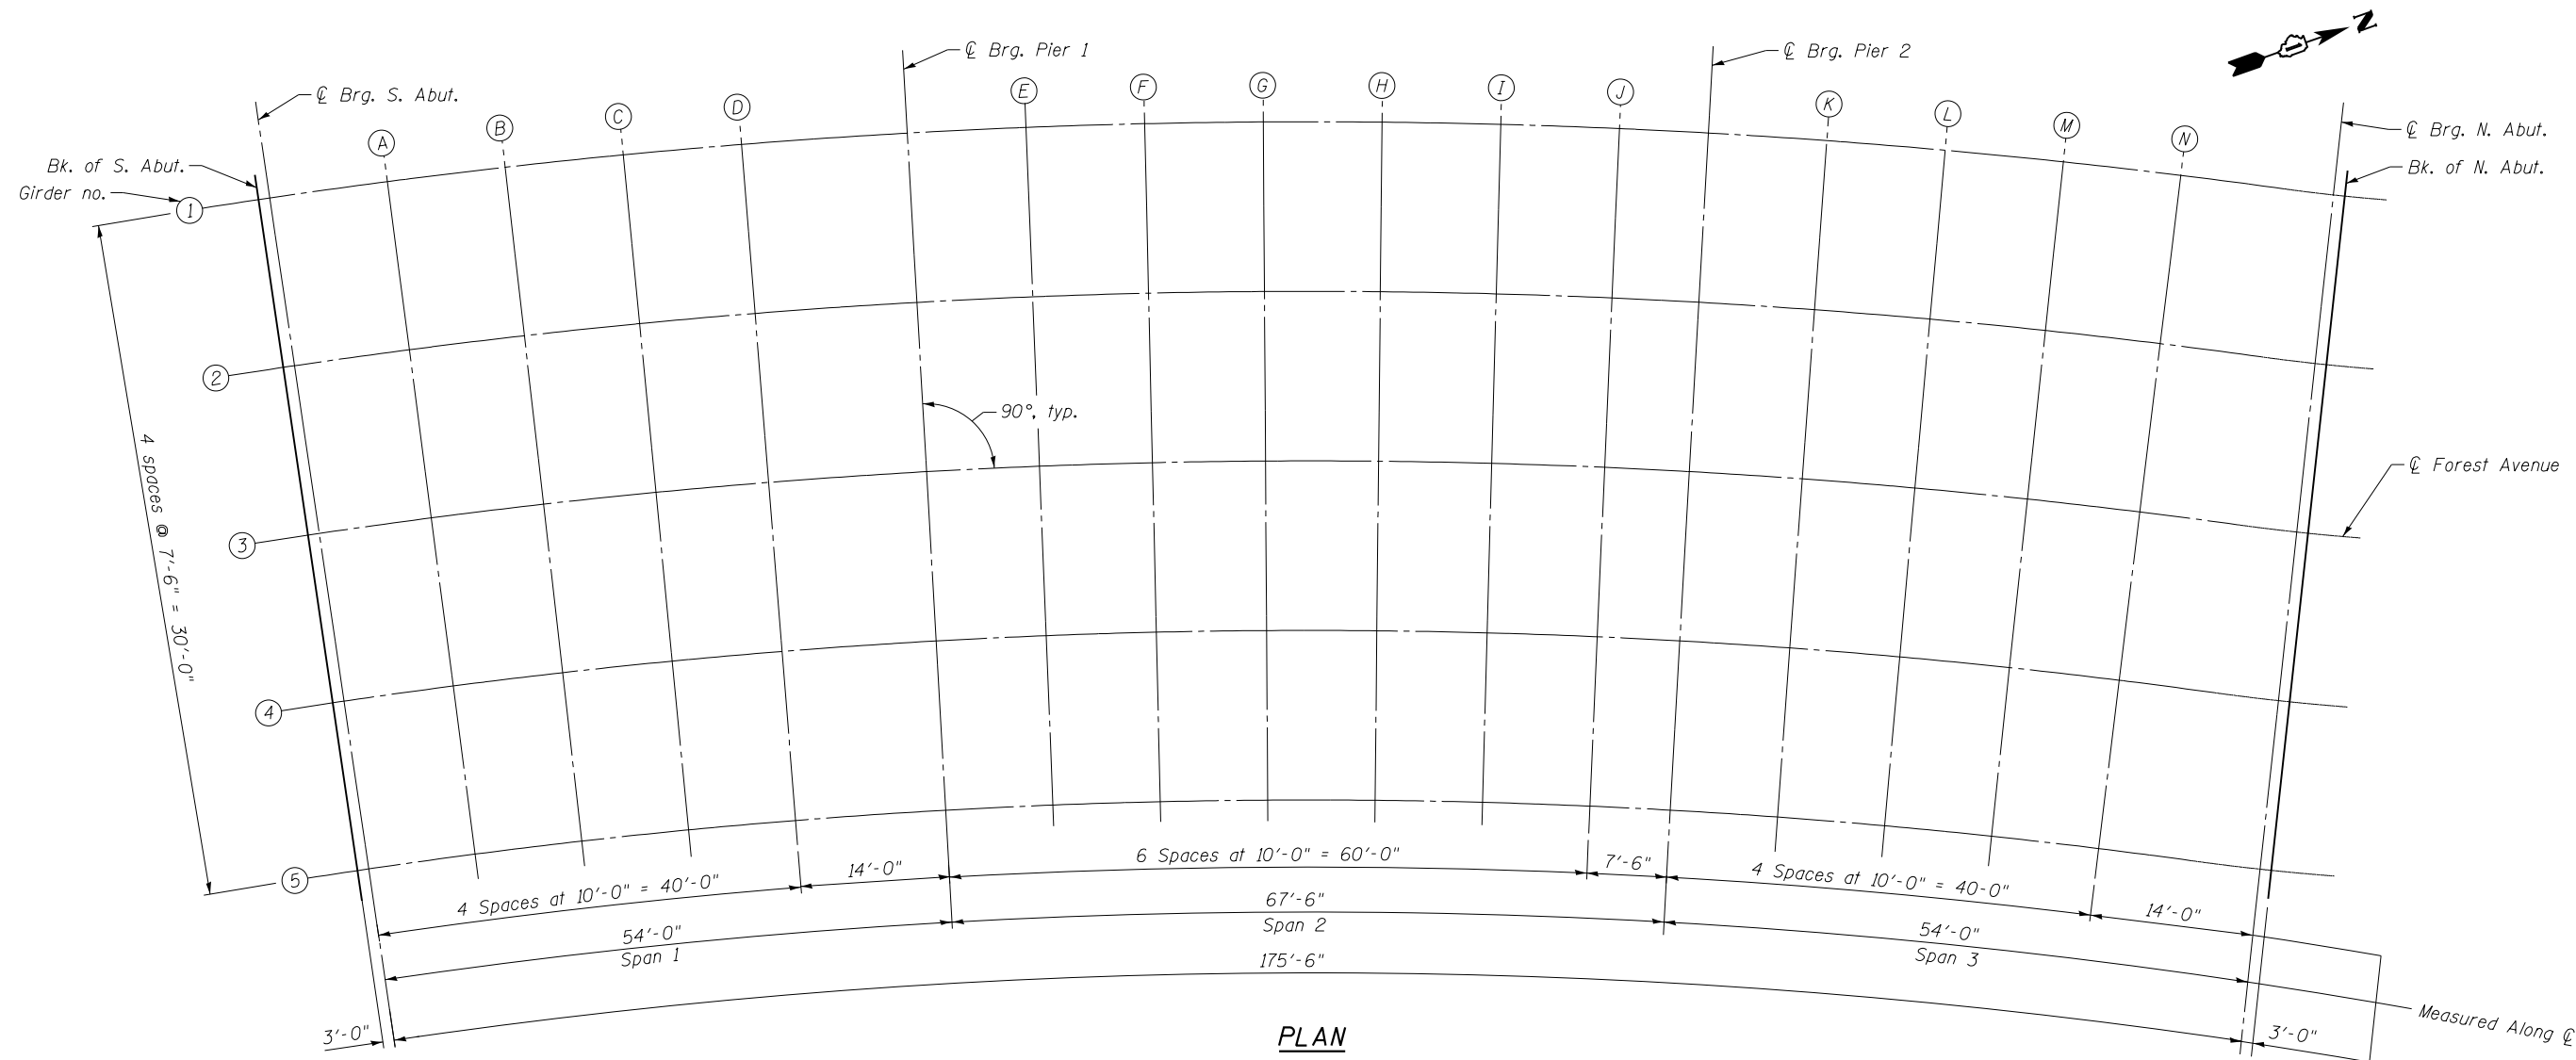 N
℄ Brg. Pier 1
℄ Brg. Pier 2
℄ Brg. S. Abut.
E
F
G
H
I
J
K
L
M
N
A
B
C
D
℄ Brg. N. Abut.
Bk. of S. Abut.
Bk. of N. Abut.
Girder no.
1
2
90°, typ.
℄ Forest Avenue
4 spaces @ 7'-6" = 30'-0"
3
4
5
4 Spaces at 10'-0" = 40'-0"
14'-0"
6 Spaces at 10'-0" = 60'-0"
7'-6"
4 Spaces at 10'-0" = 40-0"
14'-0"
54'-0"
Span 1
67'-6"
Span 2
54'-0"
Span 3
175'-6"
3'-0"
3'-0"
Measured Along ℄
PLAN